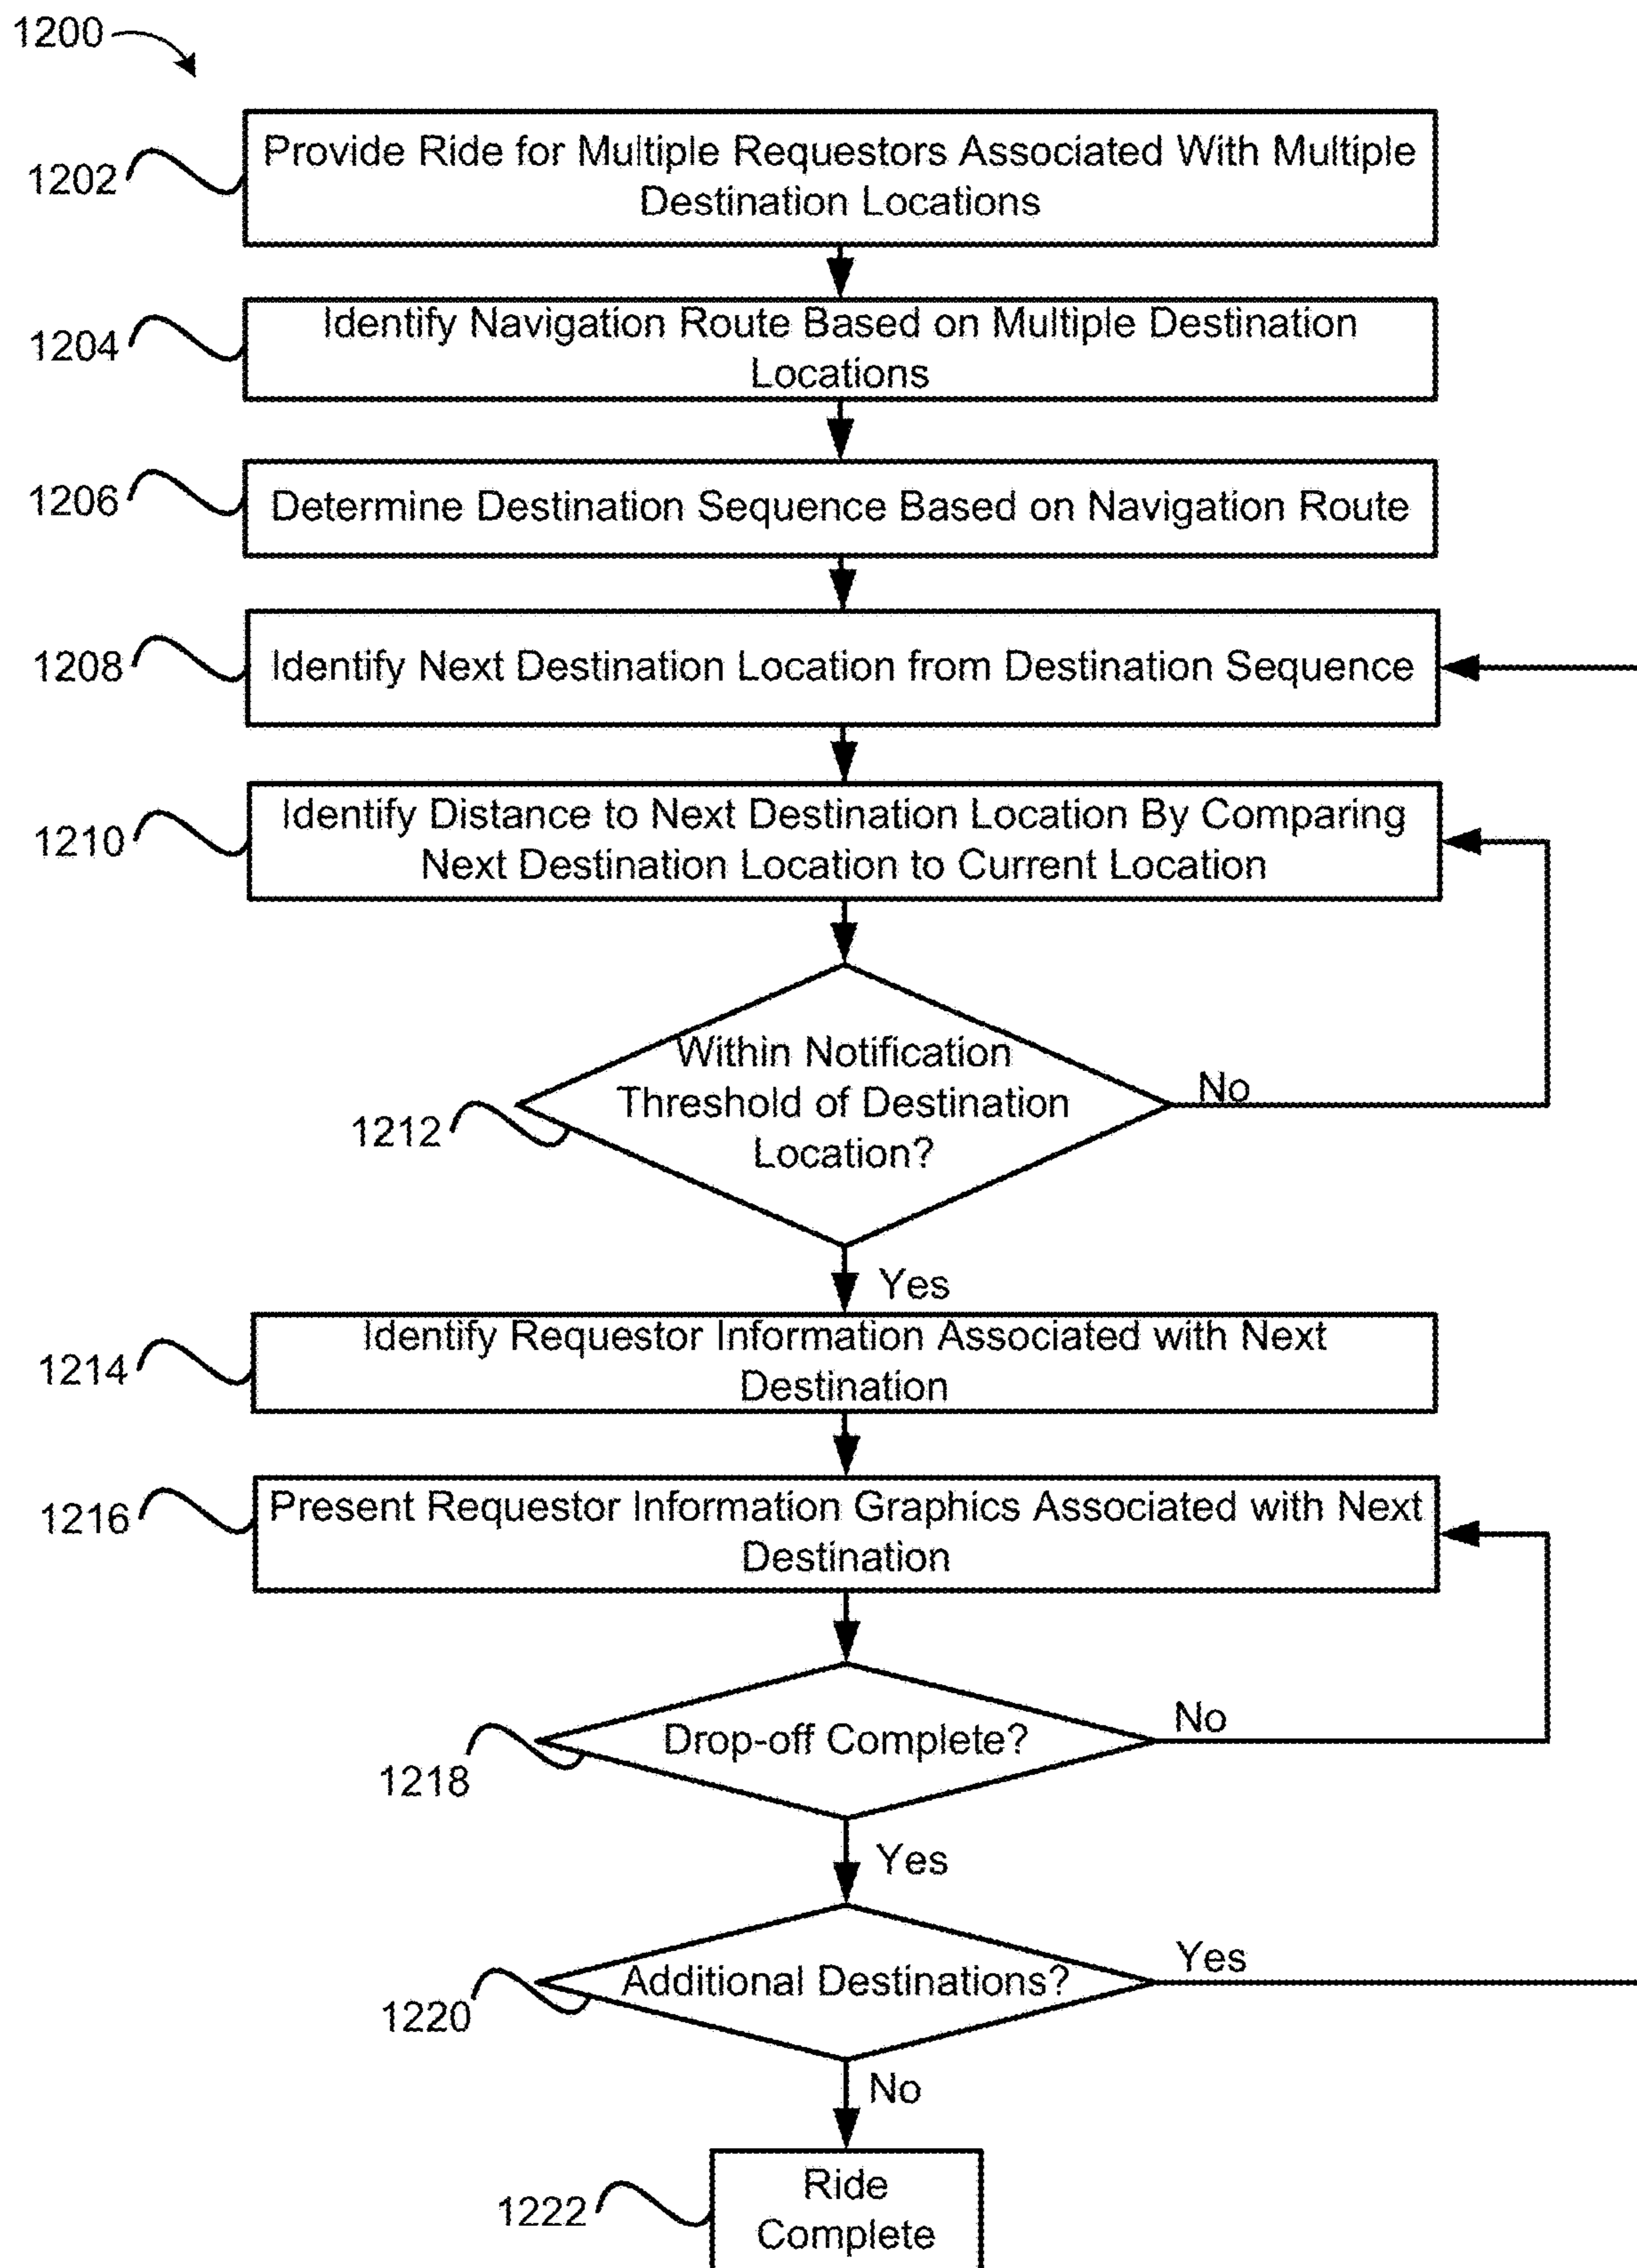 1200
1202
Provide Ride for Multiple Requestors Associated With Multiple
Destination Locations
1204
Identify Navigation Route Based on Multiple Destination
Locations
1206
Determine Destination Sequence Based on Navigation Route
1208
Identify Next Destination Location from Destination Sequence
1210
Identify Distance to Next Destination Location By Comparing
Next Destination Location to Current Location
1212
Within Notification
Threshold of Destination
Location?
No
Yes
1214
Identify Requestor Information Associated with Next
Destination
1216
Present Requestor Information Graphics Associated with Next
Destination
1218
Drop-off Complete?
No
Yes
1220
Additional Destinations?
Yes
No
1222
Ride
Complete